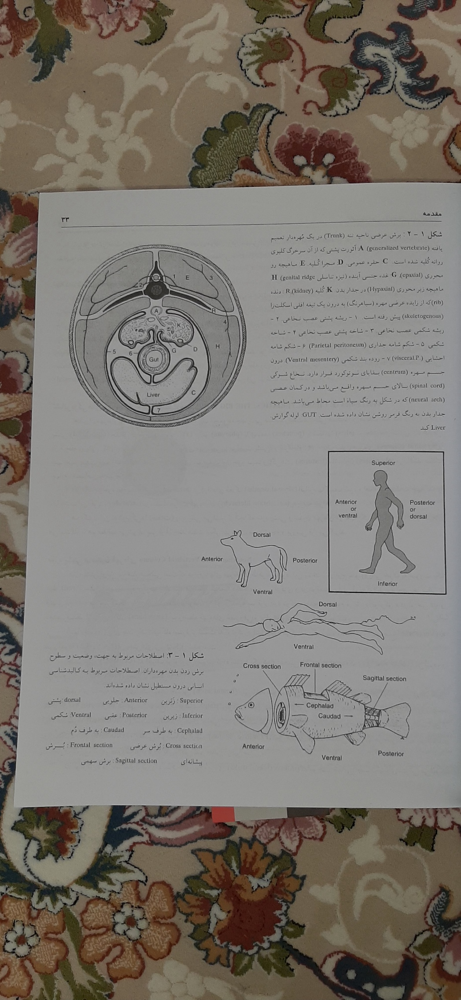 مقدمه
۳۳
شکل ۱ – ۲ : برش عرضی ناحیه تنه (Trunk) در یک مُهره‌دار تعمیم
یافته (generalized vertebrate) A: آئورت پشتی که از آن سرخرگ کلیوی
روانه کُلیه شده است. C حفره عمومی. D: مجرا کُلیه. E: ماهیچه رو
محوری (epaxial). G: غده جنسی آینده (تیزه تناسلی genital ridge) H
ماهیچه زیر محوری (Hypaxial) در جدار بدن. K: کُلیه (kidney) R: دنده
(rib) که از زایده عرضی مهره (سیاهرنگ) به درون یک تیغه افقی اسکلت‌زا
(skeletogenous) پیش رفته است. ۱ – ریشه پشتی عصب نخاعی. ۲ –
ریشه شکمی عصب نخاعی. ۳ – شاخه پشتی عصب نخاعی ۴ – شاخه
شکمی ۵ – شکم شامه جداری (Parietal peritoneum) ۶ – شکم شامه
احشایی (visceral.P.) ۷ – روده بند شکمی (Ventral mesentery). درون
جسم مهره (centrum) بقایای نوتوکورد قرار دارد. نخاع شوکی
(spinal cord) بالای جسم مهره واقع می‌باشد و در کمان عصبی
(neural arch) که در شکل به رنگ سیاه است محاط می‌باشد. ماهیچه
جدار بدن به رنگ قرمز روشن نشان داده شده است. GUT: لوله گوارش.
Liver کبد
1
E
3
2
A
R
4
K
H
5
6
G
D
Gut
Liver
C
7
Superior
Anterior
or
ventral
Posterior
or
dorsal
Inferior
Dorsal
Anterior
Posterior
Ventral
Dorsal
Ventral
Cross section
Frontal section
Sagittal section
Cephalad
Caudad
Anterior
Ventral
Posterior
شکل ۱ – ۳: اصطلاحات مربوط به جهت، وضعیت و سطوح
برش زدن بدن مهره‌داران. اصطلاحات مربوط به کالبدشناسی
انسانی درون مستطیل نشان داده شده‌اند.
Superior : زَبَرین Anterior : جلویی dorsal: پشتی
Inferior : زیرین Posterior : عقبی Ventral: شکمی
Cephalad : به طرف سر Caudad : به طرف دُم
Cross section : بُرش عرضی Frontal section : بُرش
پیشانه‌ای Sagittal section : برش سهمی